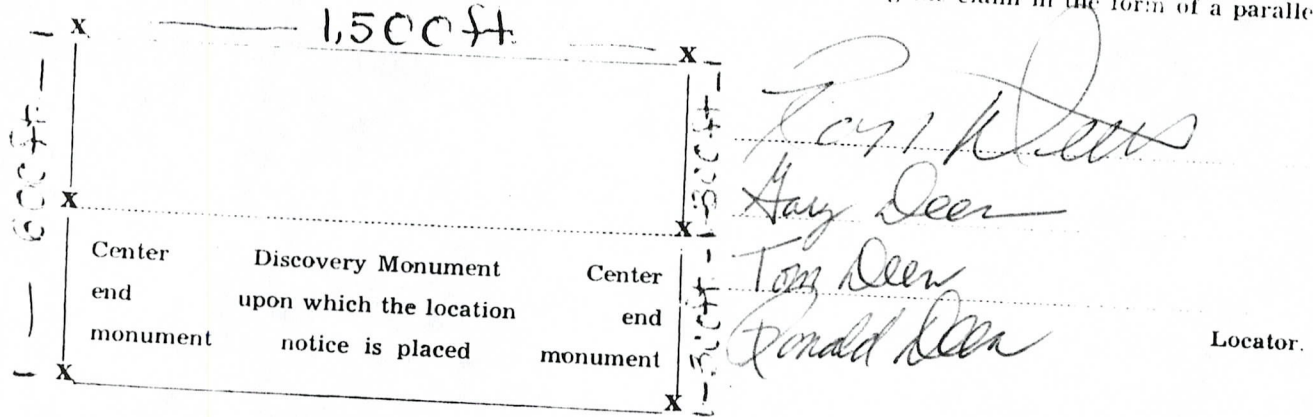 claim in the form of a paralle
1,500 ft.
X X
600 ft
300 ft
X X
Center Discovery Monument Center
end upon which the location end
monument notice is placed monument
300 ft
X X
Gary Deen
Tom Deen
Ronald Deen
Locator.